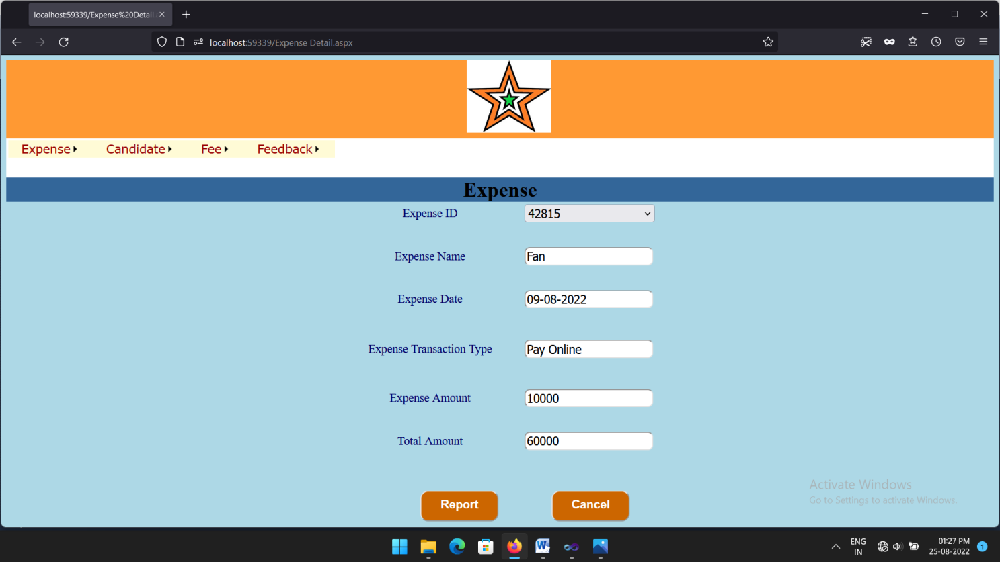 localhost:59339/Expense%20Detail.
localhost:59339/Expense Detail.aspx
Expense Candidate Fee Feedback
Expense
Expense ID 42815
Expense Name Fan
Expense Date 09-08-2022
Expense Transaction Type Pay Online
Expense Amount 10000
Total Amount 60000
Activate Windows
Go to Settings to activate Windows.
Report Cancel
ENG 01:27 PM
IN 25-08-2022 1